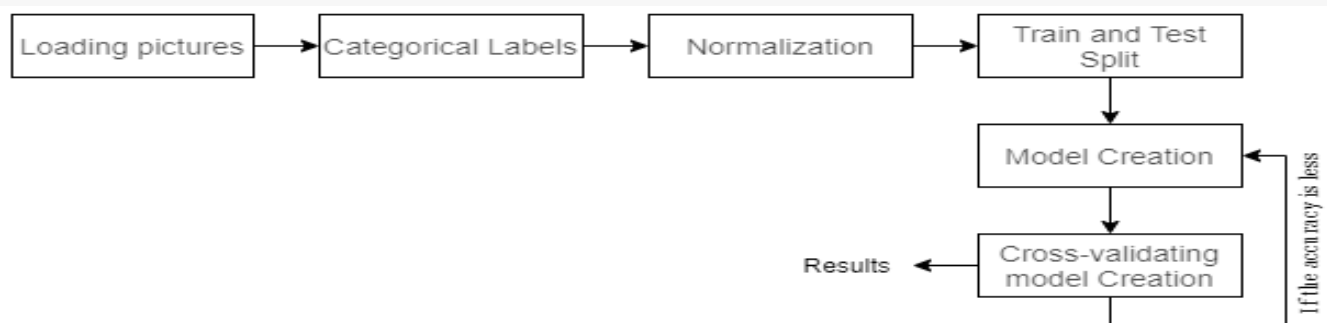 Loading pictures
Categorical Labels
Normalization
Train and Test
Split
Model Creation
If the accuracy is less
Cross-validating
model Creation
Results